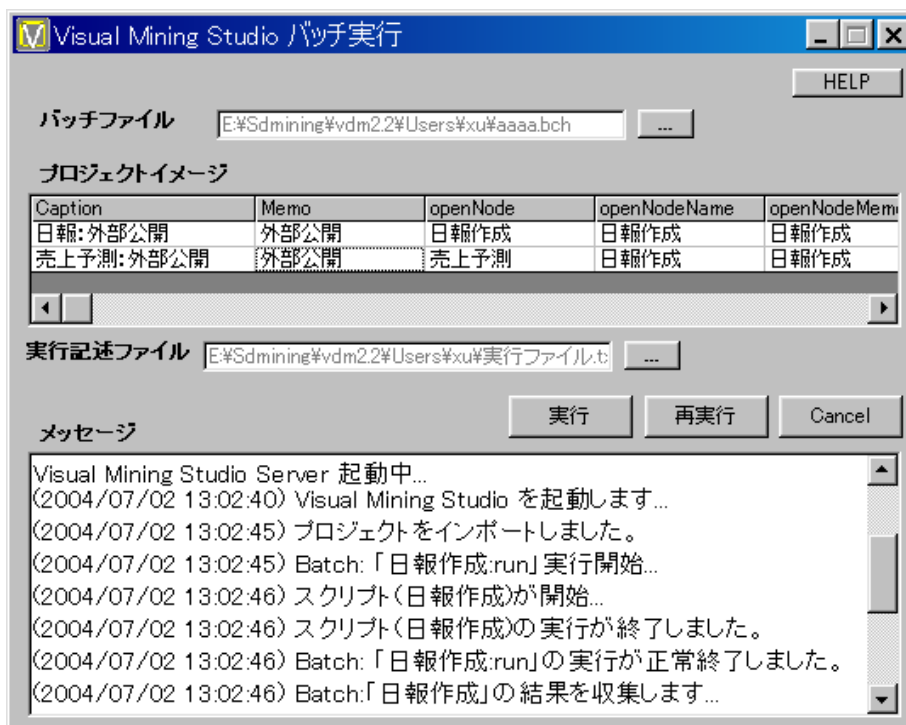 Visual Mining Studio バッチ実行
HELP
バッチファイル E:¥Sdmining¥vdm2.2¥Users¥xu¥aaaa.bch ...
プロジェクトイメージ
Caption Memo openNode openNodeName openNodeMem
日報:外部公開 外部公開 日報作成 日報作成 日報作成
売上予測:外部公開 外部公開 売上予測 日報作成 日報作成
実行記述ファイル E:¥Sdmining¥vdm2.2¥Users¥xu¥実行ファイル.t ...
実行 再実行 Cancel
メッセージ
Visual Mining Studio Server 起動中...
(2004/07/02 13:02:40) Visual Mining Studio を起動します...
(2004/07/02 13:02:45) プロジェクトをインポートしました。
(2004/07/02 13:02:45) Batch:「日報作成:run」実行開始...
(2004/07/02 13:02:46) スクリプト(日報作成)が開始...
(2004/07/02 13:02:46) スクリプト(日報作成)の実行が終了しました。
(2004/07/02 13:02:46) Batch:「日報作成:run」の実行が正常終了しました。
(2004/07/02 13:02:46) Batch:「日報作成」の結果を収集します...